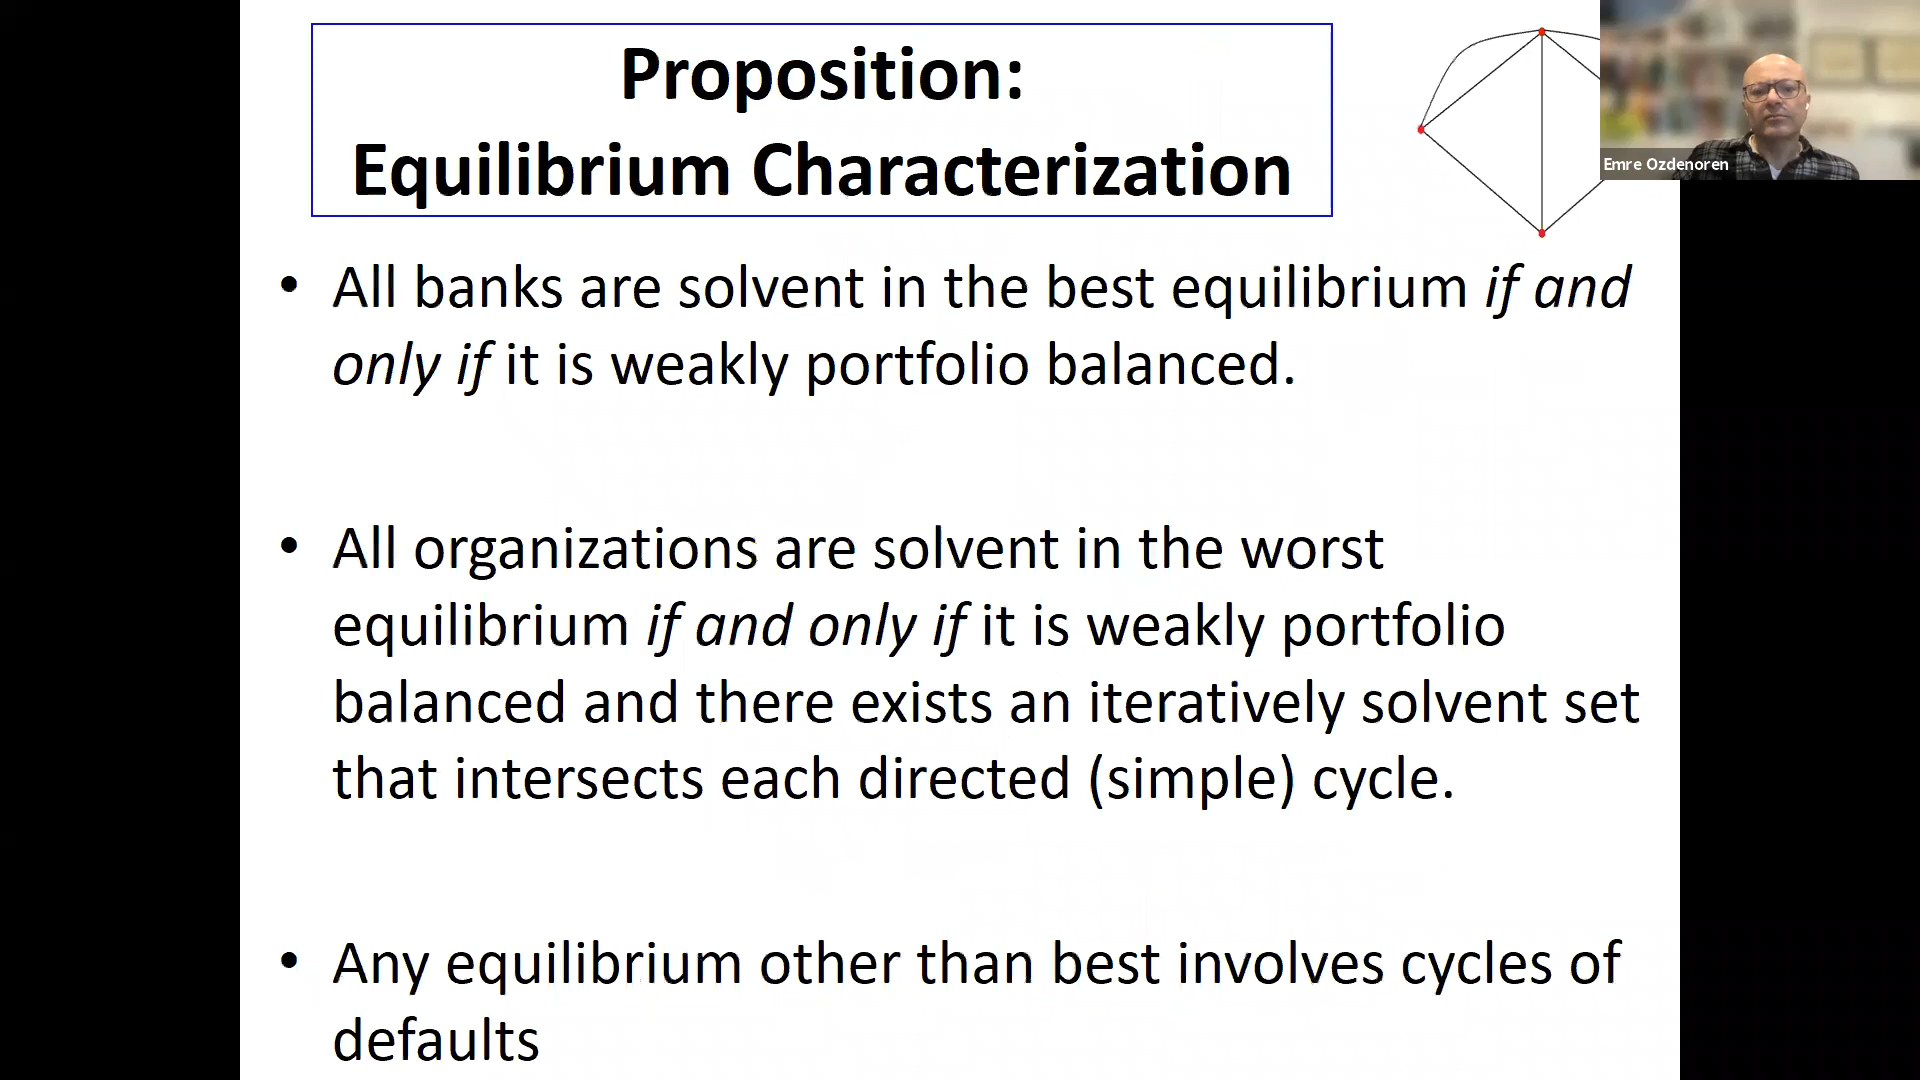 Proposition:
Equilibrium Characterization
Emre Ozdenoren
• All banks are solvent in the best equilibrium if and
only if it is weakly portfolio balanced.
• All organizations are solvent in the worst
equilibrium if and only if it is weakly portfolio
balanced and there exists an iteratively solvent set
that intersects each directed (simple) cycle.
• Any equilibrium other than best involves cycles of
defaults